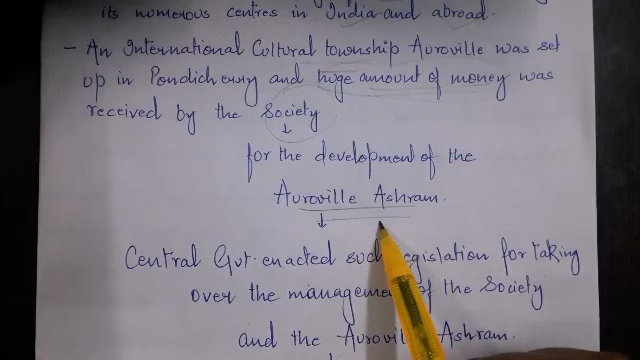 its numerous centres in India and abroad.
- An International Cultural township Auroville was set
up in Pondicherry and huge amount of money was
received by the Society
↓
for the development of the
Auroville Ashram.
↓
Central Gvt. enacted such legislation for taking
over the management of the Society
and the Auroville Ashram.